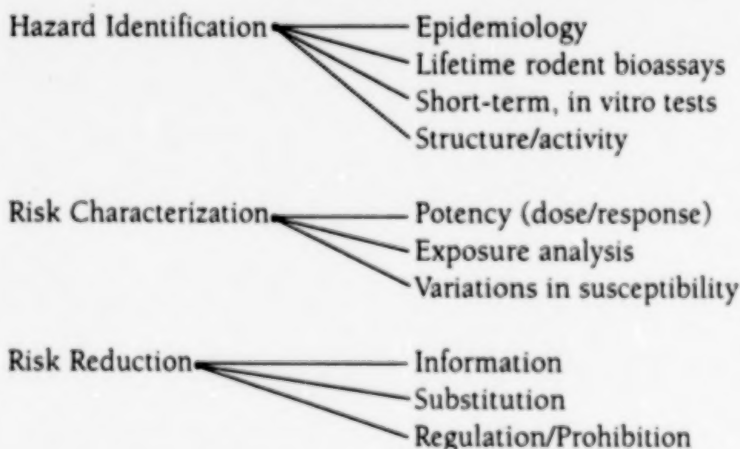 Hazard Identification Epidemiology
Lifetime rodent bioassays
Short-term, in vitro tests
Structure/activity
Risk Characterization Potency (dose/response)
Exposure analysis
Variations in susceptibility
Risk Reduction Information
Substitution
Regulation/Prohibition